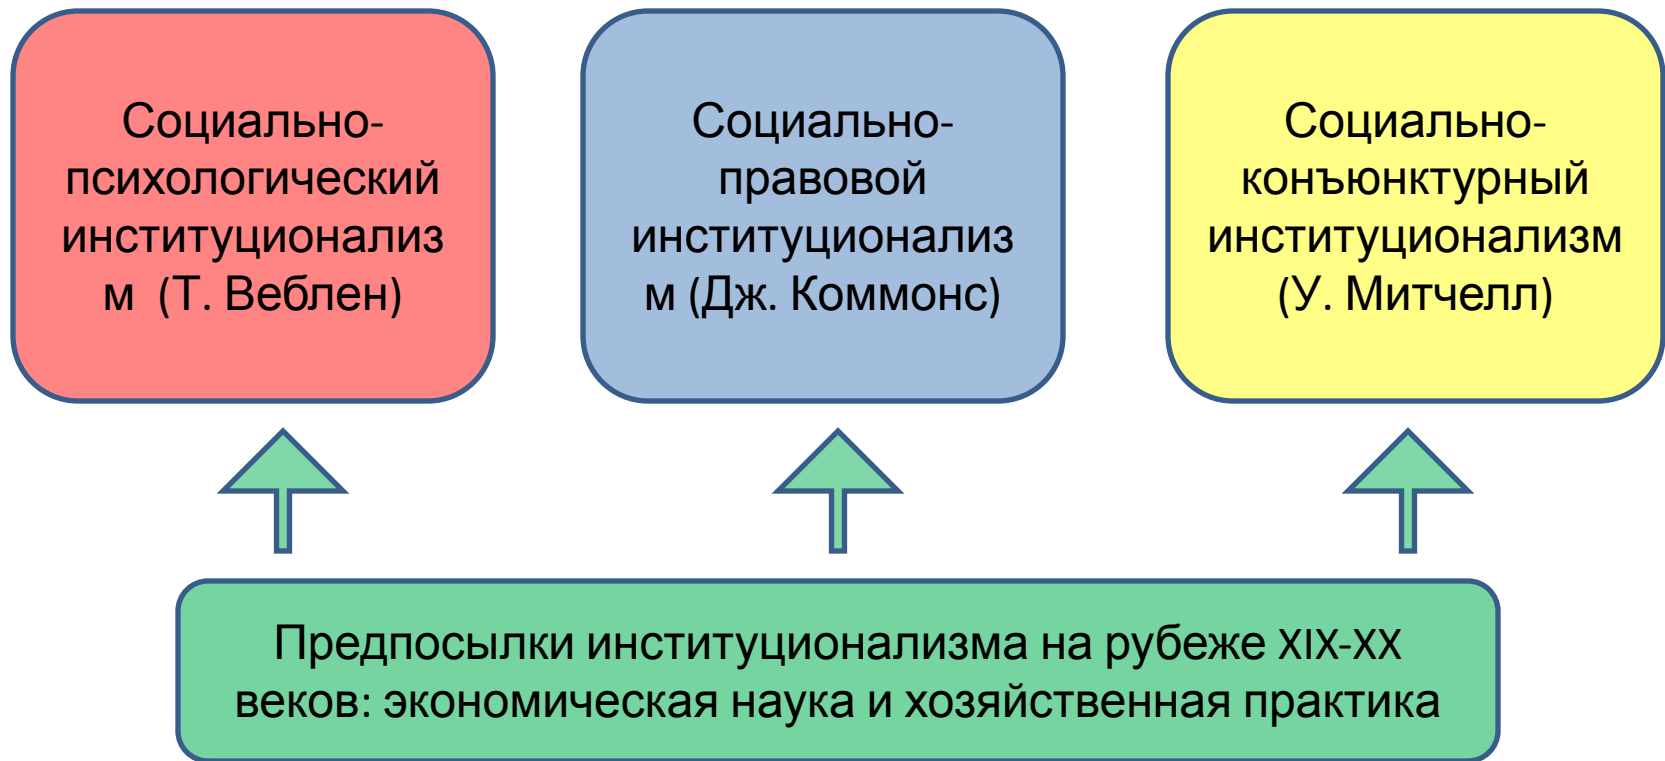 Социально-
психологический
институционализ
м (Т. Веблен)
Социально-
правовой
институционализ
м (Дж. Коммонс)
Социально-
конъюнктурный
институционализм
(У. Митчелл)
Предпосылки институционализма на рубеже XIX-XX
веков: экономическая наука и хозяйственная практика